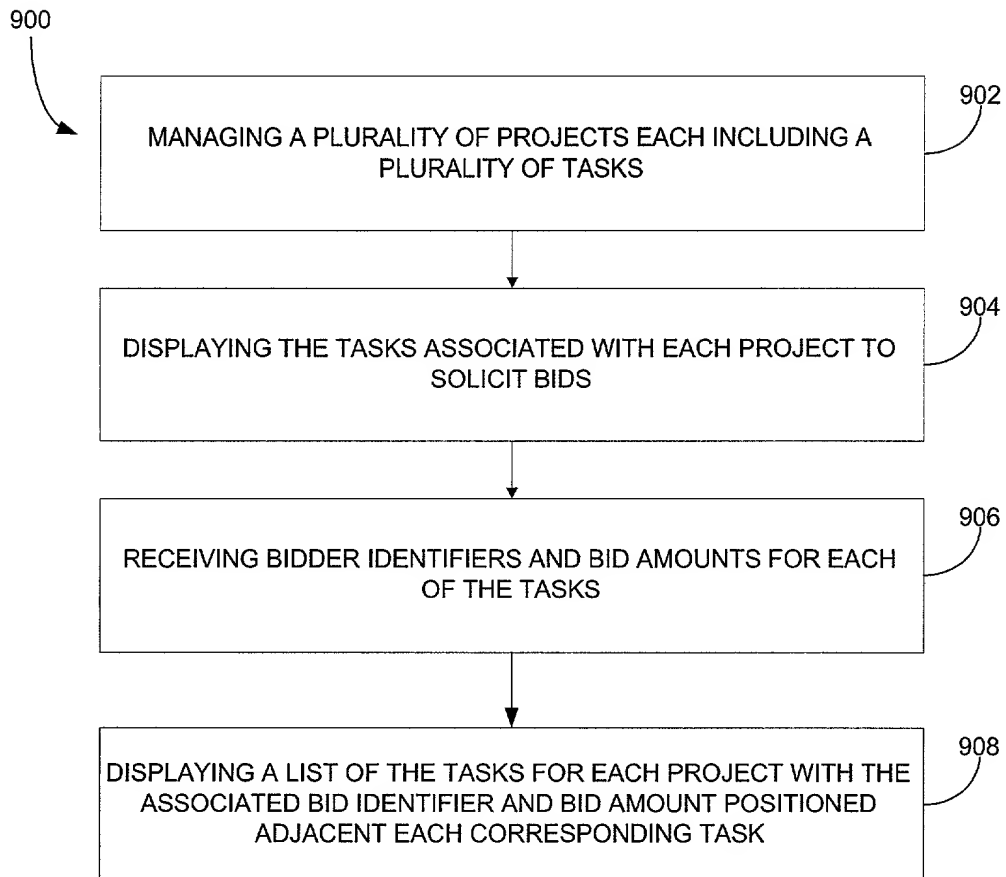 900
MANAGING A PLURALITY OF PROJECTS EACH INCLUDING A
PLURALITY OF TASKS
902
DISPLAYING THE TASKS ASSOCIATED WITH EACH PROJECT TO
SOLICIT BIDS
904
RECEIVING BIDDER IDENTIFIERS AND BID AMOUNTS FOR EACH
OF THE TASKS
906
DISPLAYING A LIST OF THE TASKS FOR EACH PROJECT WITH THE
ASSOCIATED BID IDENTIFIER AND BID AMOUNT POSITIONED
ADJACENT EACH CORRESPONDING TASK
908